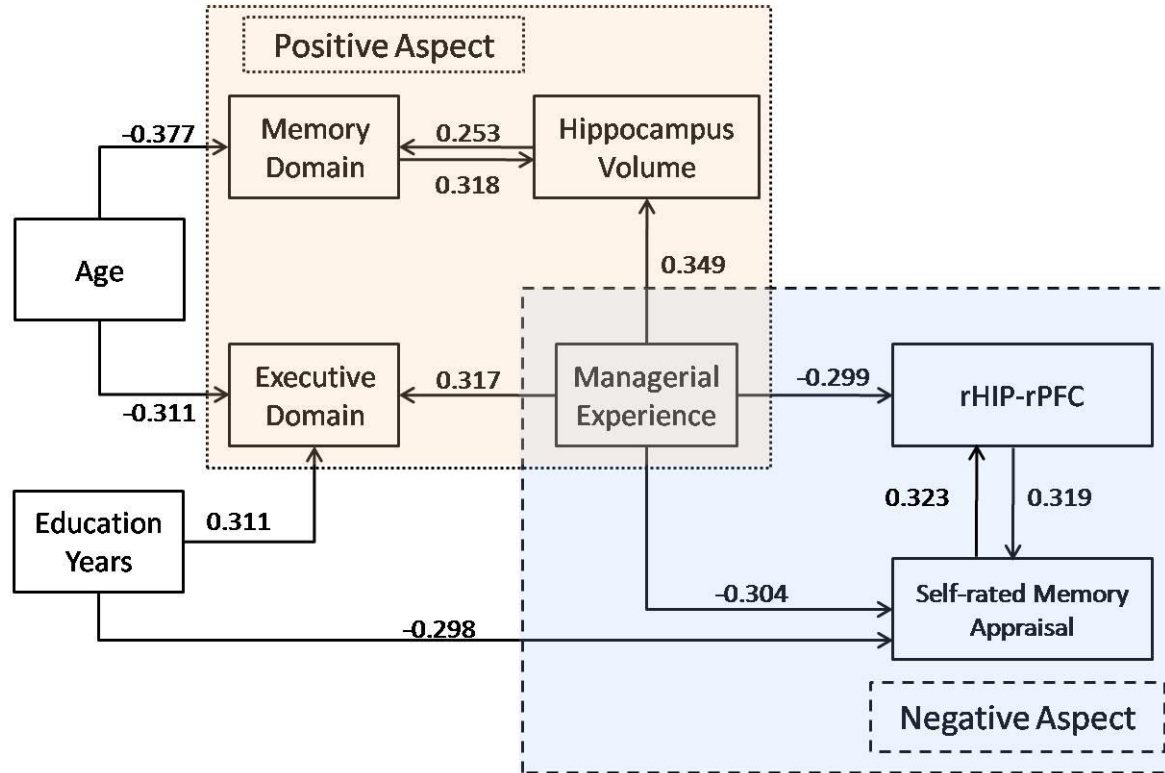 Positive Aspect
-0.377
Memory
Domain
0.253
0.318
Hippocampus
Volume
Age
0.349
-0.311
Executive
Domain
0.317
Managerial
Experience
-0.299
rHIP-rPFC
Education
Years
0.311
0.323
0.319
-0.304
-0.298
Self-rated Memory
Appraisal
Negative Aspect